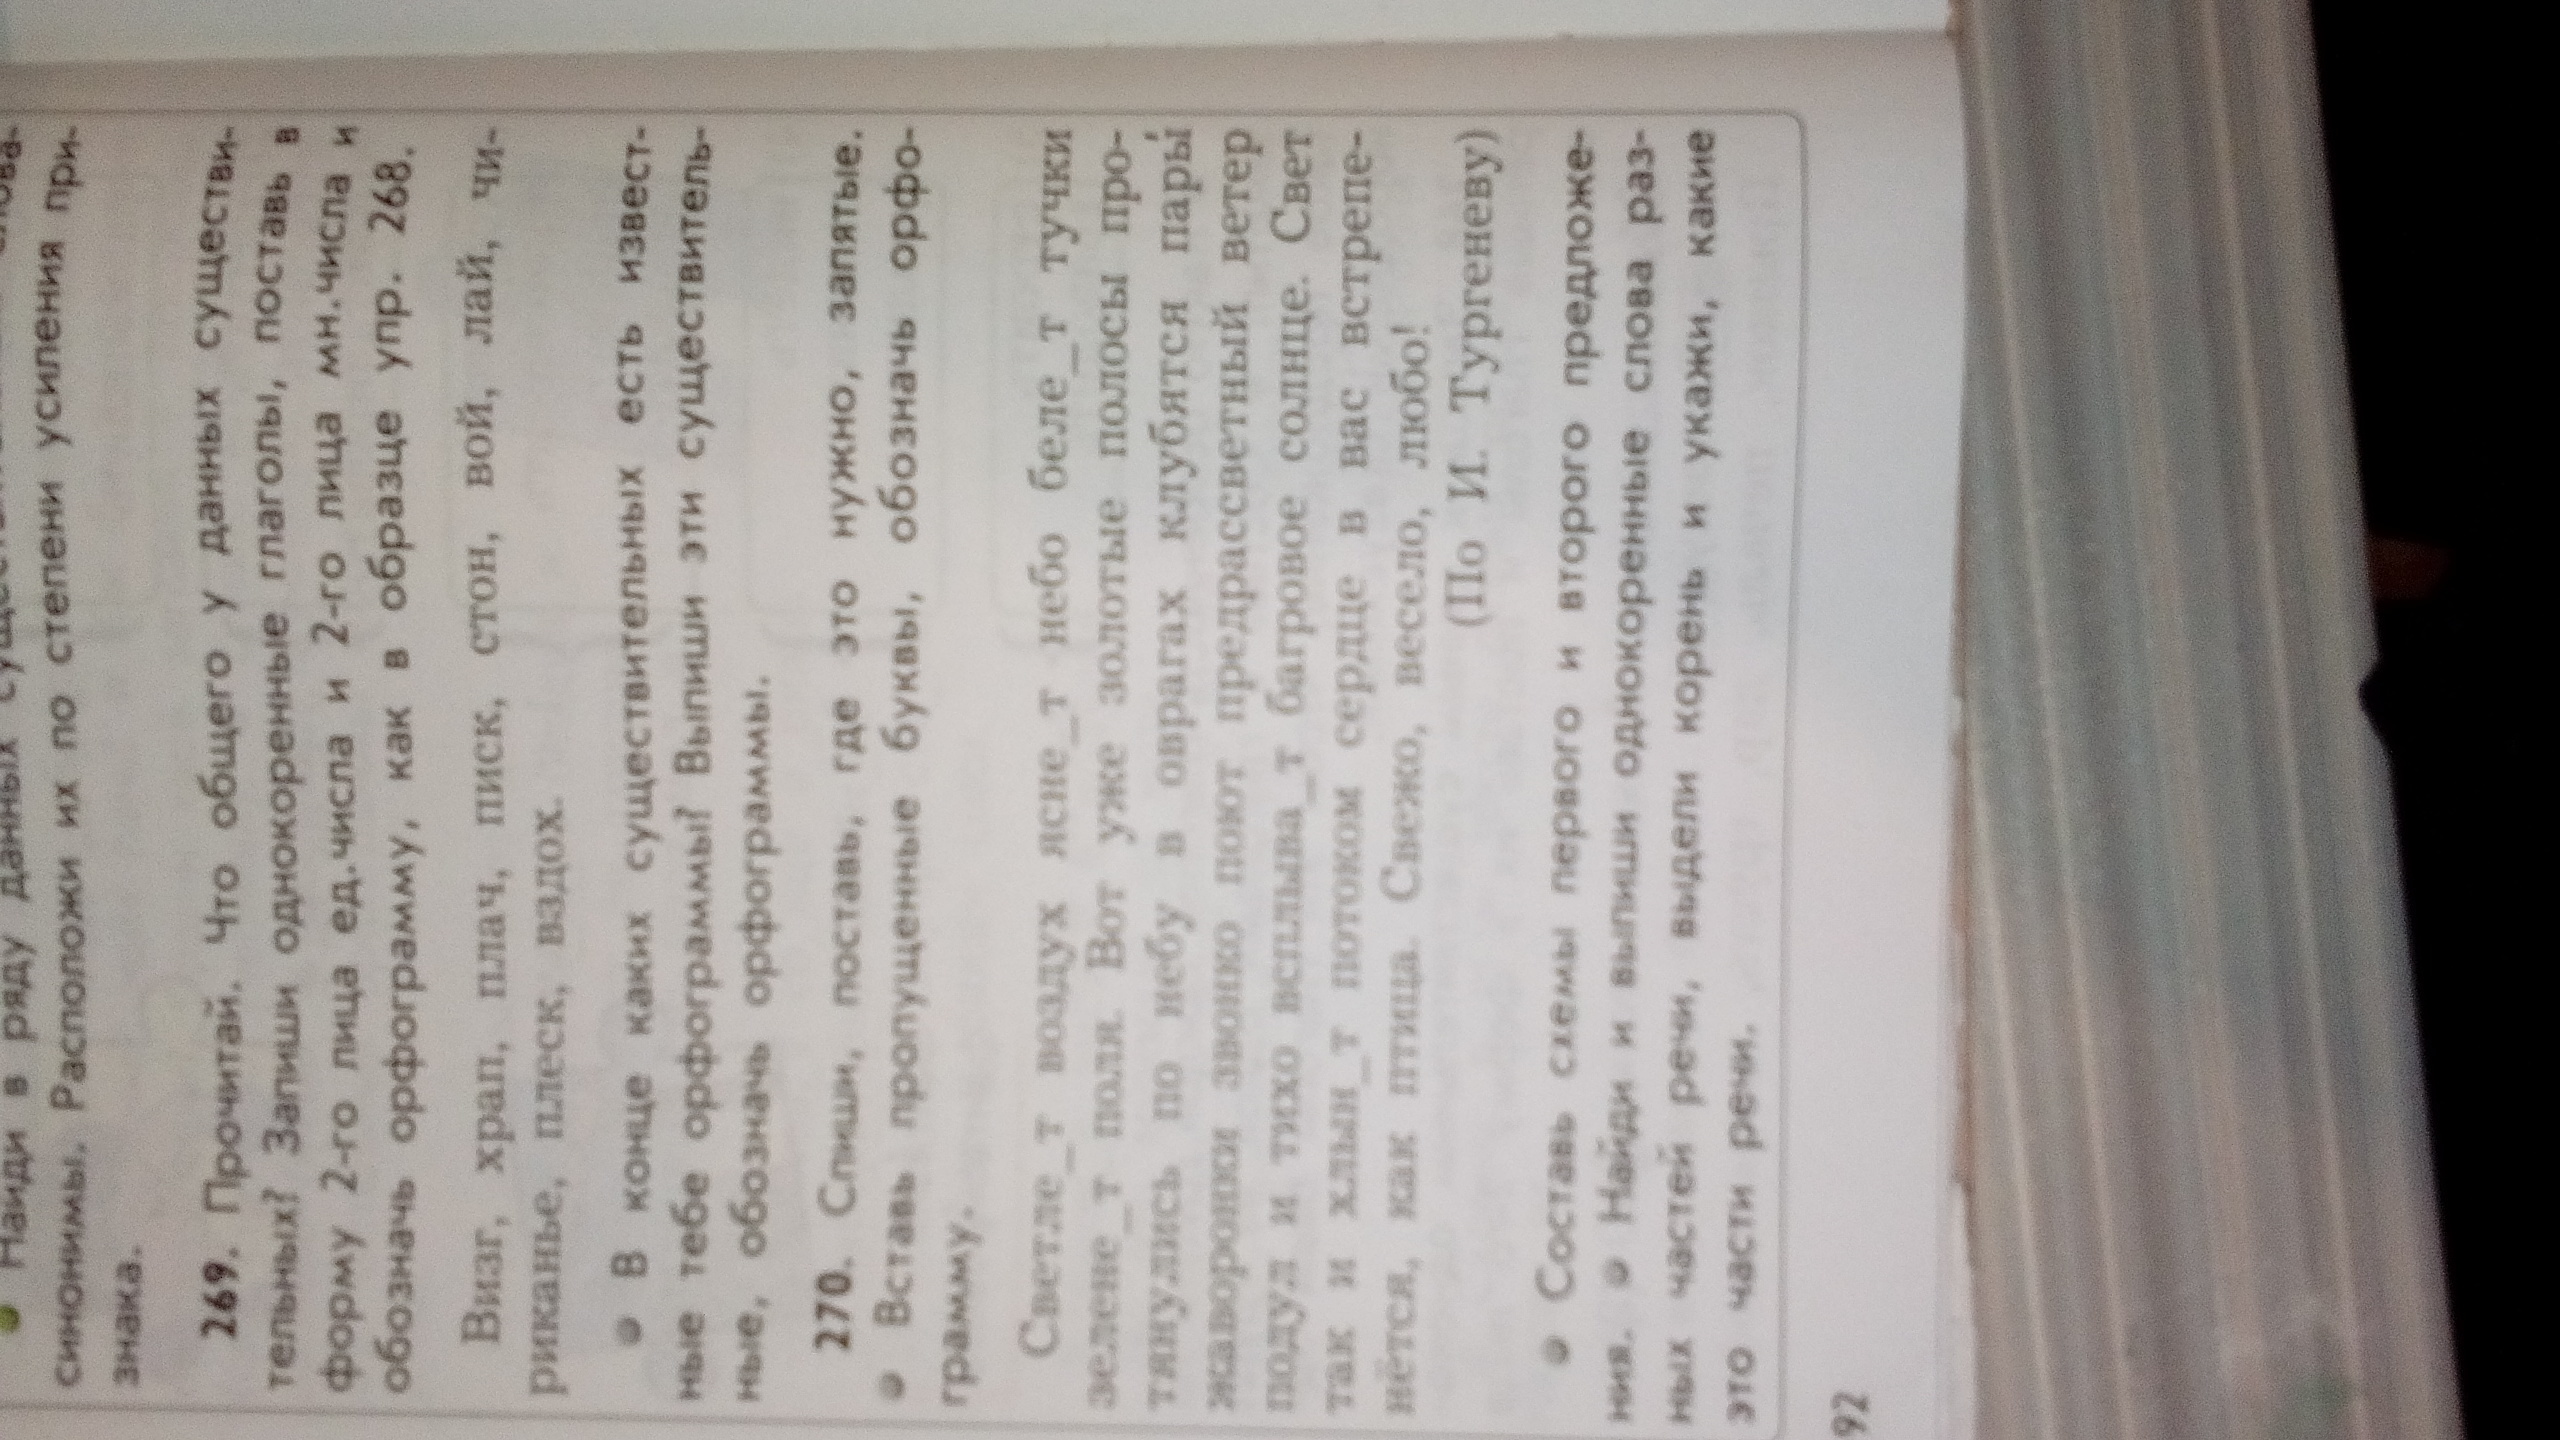 Найди в ряду данных
синонимы. Расположи их по степени усиления при-
знака.
269. Прочитай. Что общего у данных существи-
тельных? Запиши однокоренные глаголы, поставь в
форму 2-го лица ед.числа и 2-го лица мн.числа и
обозначь орфограмму, как в образце упр. 268.
Визг, храп, плач, писк, стон, вой, лай, чи-
риканье, плеск, вздох.
В конце каких существительных есть извест-
ные тебе орфограммы? Выпиши эти существитель-
ные, обозначь орфограммы.
270. Спиши, поставь, где это нужно, запятые.
Вставь пропущенные буквы, обозначь орфо-
грамму.
Светле_т воздух ясне_т небо беле_т тучки
зелене_т поля. Вот уже золотые полосы про-
тянулись по небу в оврагах клубятся пары́
жаворонки звонко поют предрассветный ветер
подул и тихо всплыва_т багровое солнце. Свет
так и хлын_т потоком сердце в вас встрепе-
нётся, как птица. Свежо, весело, любо!
(По И. Тургеневу)
Составь схемы первого и второго предложе-
ния. Найди и выпиши однокоренные слова раз-
ных частей речи, выдели корень и укажи, какие
это части речи.
92